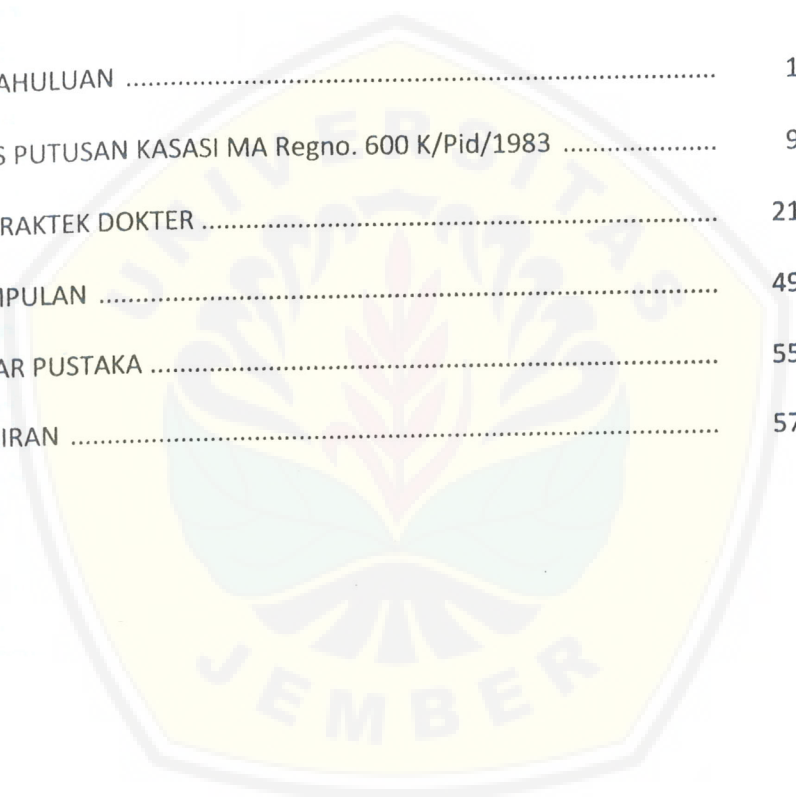 AHULUAN ........................................................................ 1
S PUTUSAN KASASI MA Regno. 600 K/Pid/1983 ................... 9
RAKTEK DOKTER ................................................................ 21
IPULAN ............................................................................. 49
AR PUSTAKA ...................................................................... 55
IRAN ................................................................................. 57
UNIVERSITAS
JEMBER